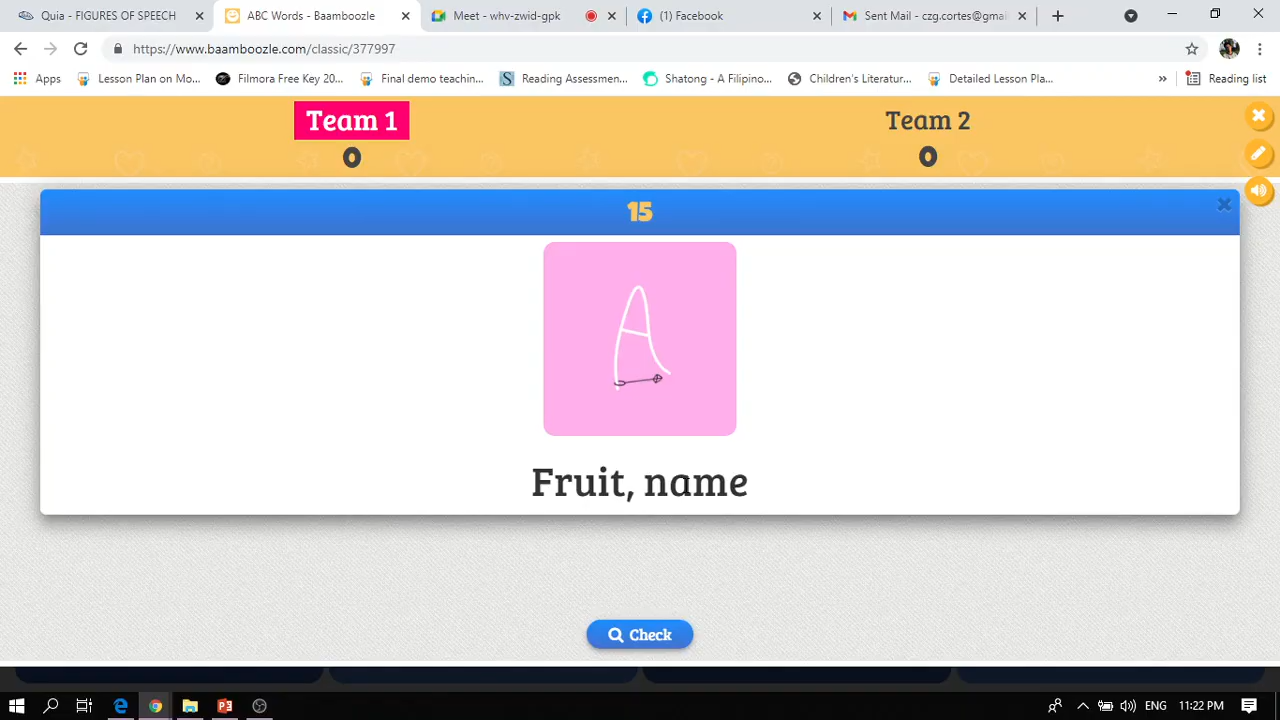 Quia - FIGURES OF SPEECH
ABC Words - Baamboozle
Meet - whv-zwid-gpk
(1) Facebook
Sent Mail - czg.cortes@gmai
https://www.baamboozle.com/classic/377997
Apps
Lesson Plan on Mo...
Filmora Free Key 20...
Final demo teachin...
Reading Assessmen...
Shatong - A Filipino...
Children's Literatur...
Detailed Lesson Pla...
»
Reading list
Team 1
0
Team 2
0
15
A
Fruit, name
Check
ENG
11:22 PM